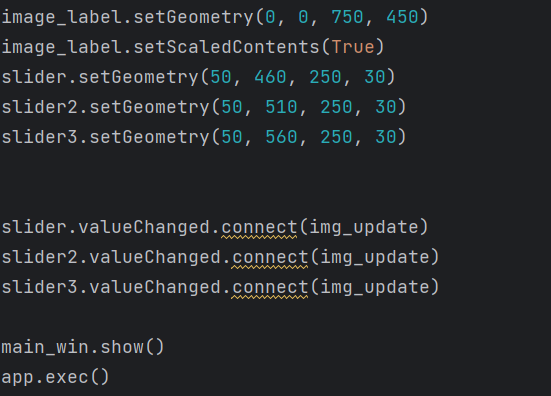 image_label.setGeometry(0, 0, 750, 450)
image_label.setScaledContents(True)
slider.setGeometry(50, 460, 250, 30)
slider2.setGeometry(50, 510, 250, 30)
slider3.setGeometry(50, 560, 250, 30)
slider.valueChanged.connect(img_update)
slider2.valueChanged.connect(img_update)
slider3.valueChanged.connect(img_update)
main_win.show()
app.exec()